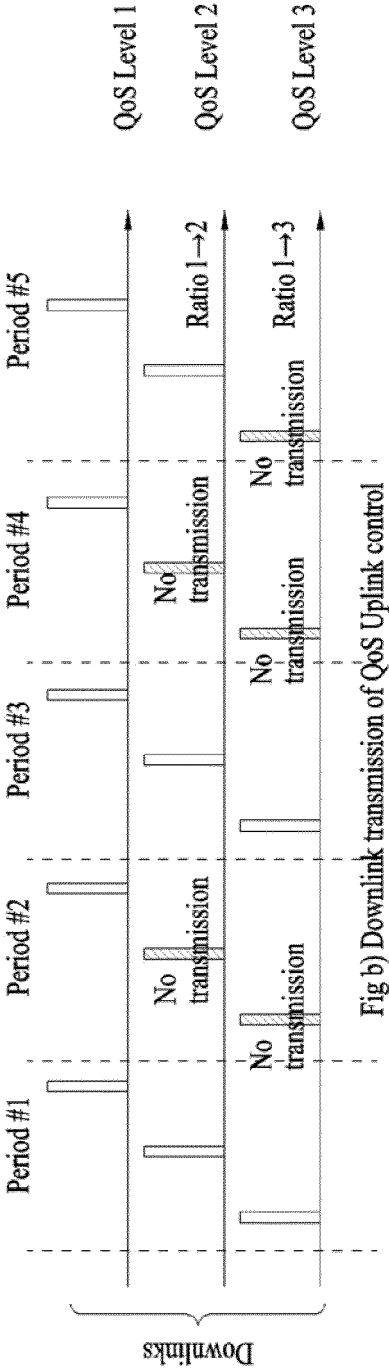 Period #1
Period #2
Period #3
Period #4
Period #5
QoS Level 1
No
transmission
No
transmission
Ratio 1→2
QoS Level 2
Downlinks
No
transmission
No
transmission
No
transmission
Ratio 1→3
QoS Level 3
Fig b) Downlink transmission of QoS Uplink control